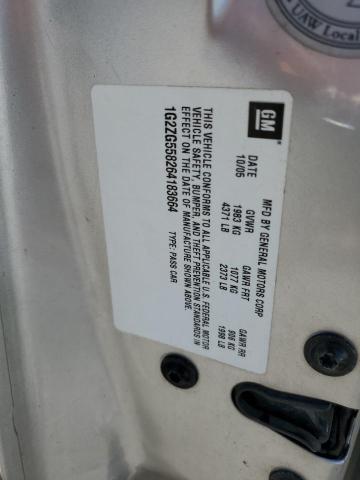 UAW Local
GM
MFD BY GENERAL MOTORS CORP
DATE GVWR GAWR FRT GAWR RR
10/05 1983 KG 1077 KG 906 KG
4371 LB 2373 LB 1998 LB
THIS VEHICLE CONFORMS TO ALL APPLICABLE U.S. FEDERAL MOTOR
VEHICLE SAFETY, BUMPER, AND THEFT PREVENTION STANDARDS IN
EFFECT ON THE DATE OF MANUFACTURE SHOWN ABOVE.
1G2ZG558264183664 TYPE: PASS CAR